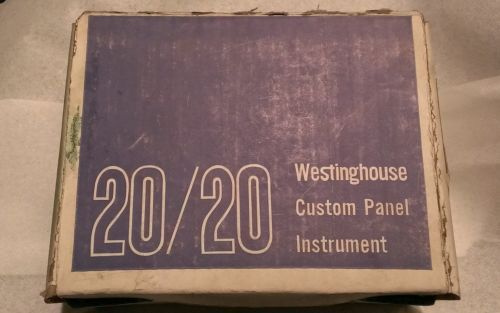 20/20
Westinghouse
Custom Panel
Instrument